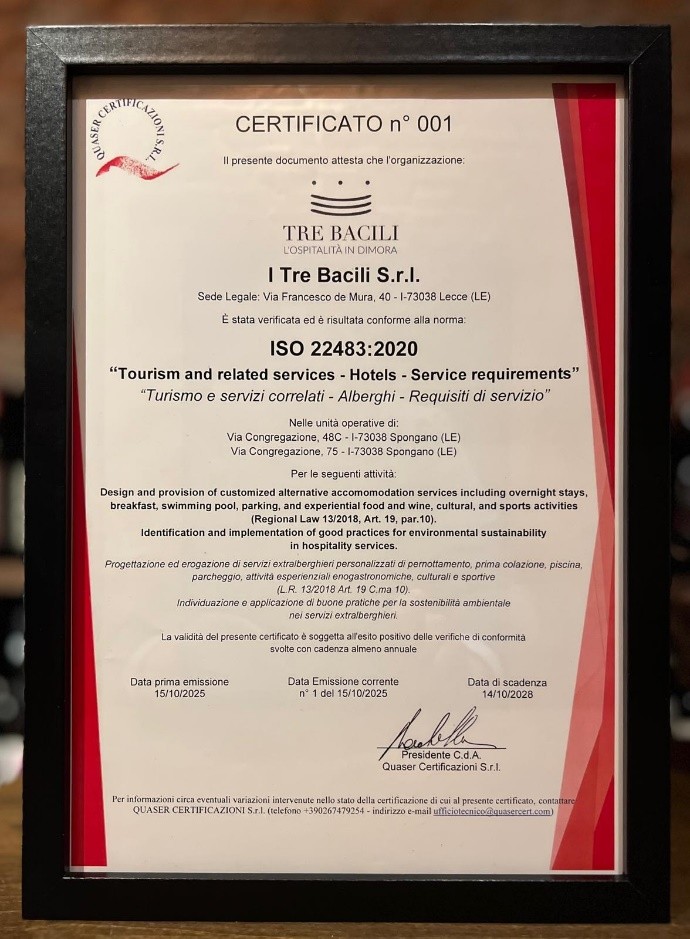 QUASER CERTIFICAZIONI S.R.L.
CERTIFICATO n° 001
Il presente documento attesta che l'organizzazione:
TRE BACILI
L'OSPITALITÀ IN DIMORA
I Tre Bacili S.r.l.
Sede Legale: Via Francesco de Mura, 40 - I-73038 Lecce (LE)
È stata verificata ed è risultata conforme alla norma:
ISO 22483:2020
“Tourism and related services - Hotels - Service requirements”
“Turismo e servizi correlati - Alberghi - Requisiti di servizio”
Nelle unità operative di:
Via Congregazione, 48C - I-73038 Spongano (LE)
Via Congregazione, 75 - I-73038 Spongano (LE)
Per le seguenti attività:
Design and provision of customized alternative accomomodation services including overnight stays,
breakfast, swimming pool, parking, and experiential food and wine, cultural, and sports activities
(Regional Law 13/2018, Art. 19, par.10).
Identification and implementation of good practices for environmental sustainability
in hospitality services.
Progettazione ed erogazione di servizi extralberghieri personalizzati di pernottamento, prima colazione, piscina,
parcheggio, attività esperienziali enogastronomiche, culturali e sportive
(L.R. 13/2018 Art. 19 C.ma 10).
Individuazione e applicazione di buone pratiche per la sostenibilità ambientale
nei servizi extralberghieri.
La validità del presente certificato è soggetta all'esito positivo delle verifiche di conformità
svolte con cadenza almeno annuale
Data prima emissione
15/10/2025
Data Emissione corrente
n° 1 del 15/10/2025
Data di scadenza
14/10/2028
Presidente C.d.A.
Quaser Certificazioni S.r.l.
Per informazioni circa eventuali variazioni intervenute nello stato della certificazione di cui al presente certificato, contattare
QUASER CERTIFICAZIONI S.r.l. (telefono +390267479254 - indirizzo e-mail ufficiotecnico@quasercert.com)